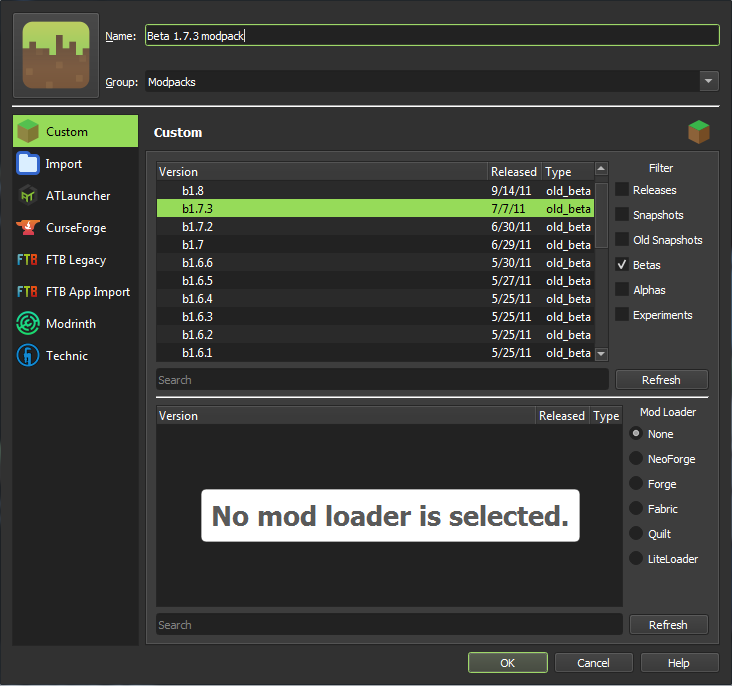 Name: Beta 1.7.3 modpack
Group: Modpacks
Custom
Import
ATLauncher
CurseForge
FTB FTB Legacy
FTB FTB App Import
Modrinth
Technic
Custom
Version Released Type
b1.8 9/14/11 old_beta
b1.7.3 7/7/11 old_beta
b1.7.2 6/30/11 old_beta
b1.7 6/29/11 old_beta
b1.6.6 5/30/11 old_beta
b1.6.5 5/27/11 old_beta
b1.6.4 5/25/11 old_beta
b1.6.3 5/25/11 old_beta
b1.6.2 5/25/11 old_beta
b1.6.1 5/25/11 old_beta
Filter
Releases
Snapshots
Old Snapshots
Betas
Alphas
Experiments
Search
Refresh
Version Released Type
No mod loader is selected.
Mod Loader
None
NeoForge
Forge
Fabric
Quilt
LiteLoader
Search
Refresh
OK Cancel Help